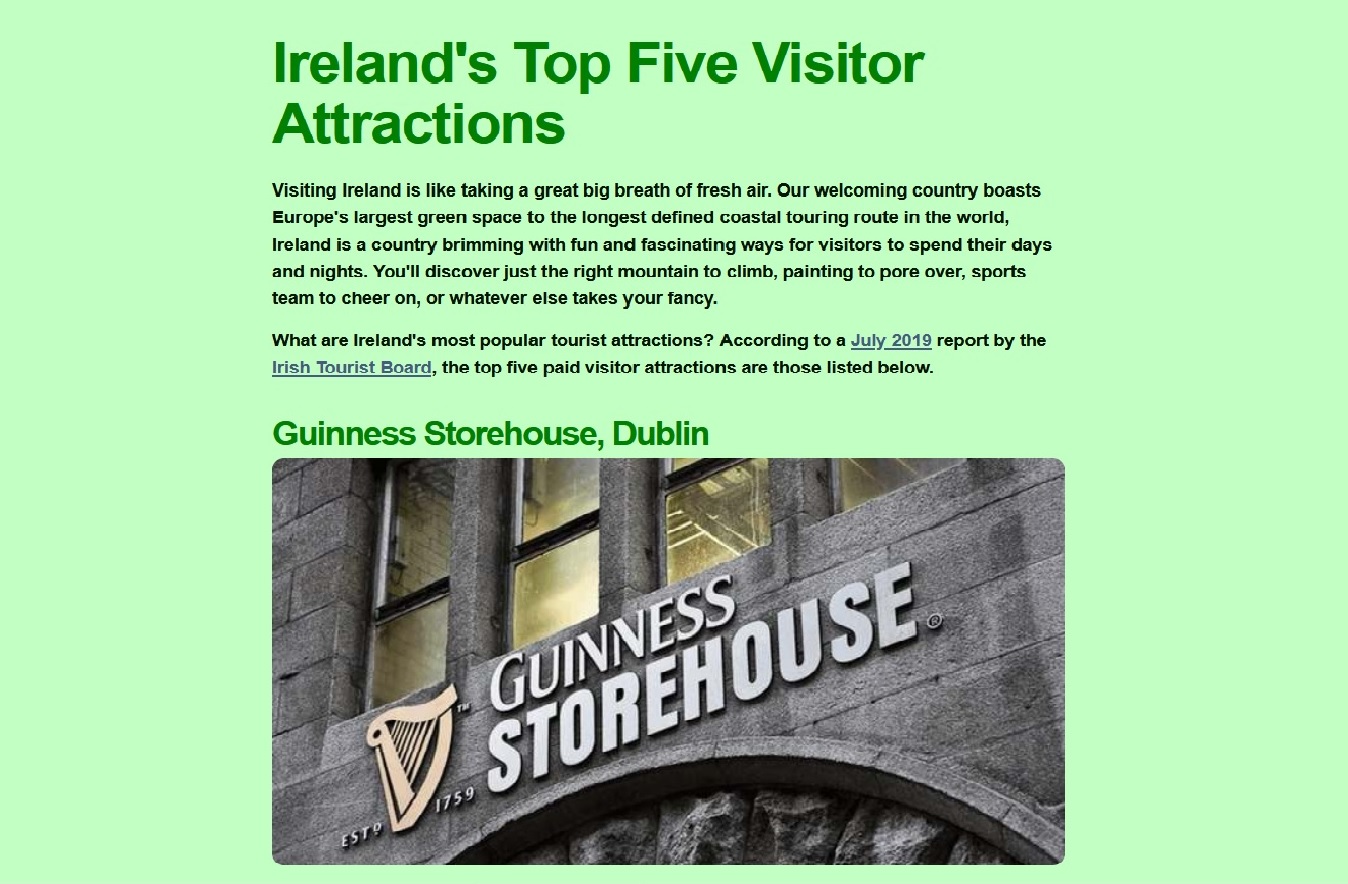 Ireland's Top Five Visitor
Attractions
Visiting Ireland is like taking a great big breath of fresh air. Our welcoming country boasts
Europe's largest green space to the longest defined coastal touring route in the world,
Ireland is a country brimming with fun and fascinating ways for visitors to spend their days
and nights. You'll discover just the right mountain to climb, painting to pore over, sports
team to cheer on, or whatever else takes your fancy.
What are Ireland's most popular tourist attractions? According to a July 2019 report by the
Irish Tourist Board, the top five paid visitor attractions are those listed below.
Guinness Storehouse, Dublin
GUINNESS
STOREHOUSE®
™
ESTD 1759